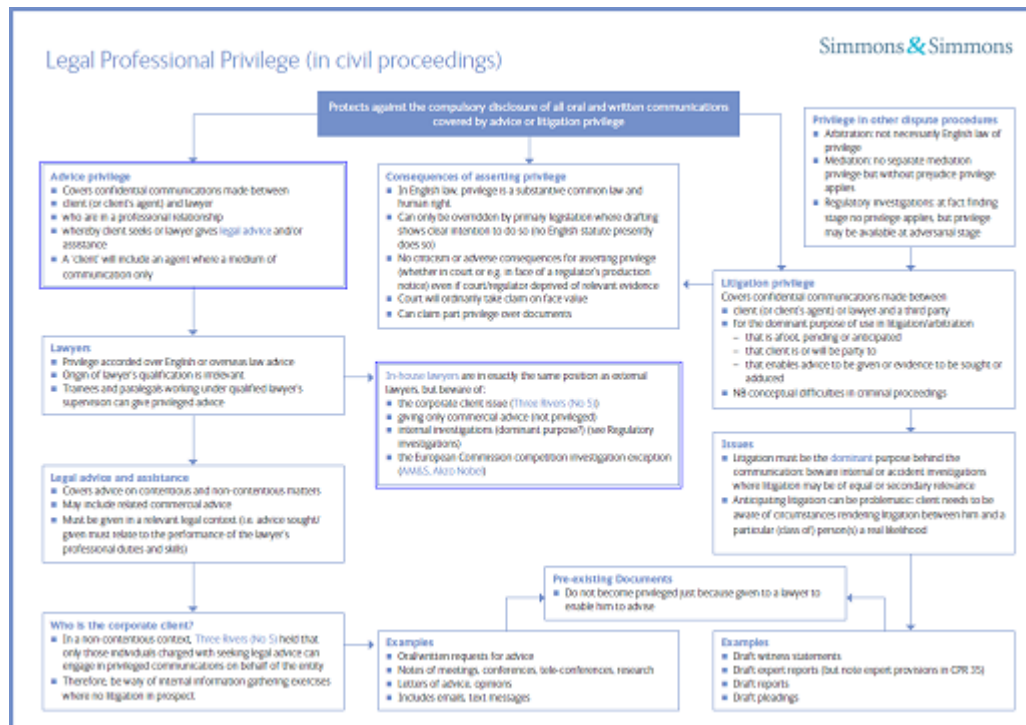 Legal Professional Privilege (in civil proceedings)
Simmons & Simmons
Protects against the compulsory disclosure of all oral and written communications
covered by advice or litigation privilege
Privilege in other dispute procedures
Arbitration: not necessarily English law of
privilege
Mediation: no separate mediation
privilege but without prejudice privilege
applies
Regulatory investigations: at fact finding
stage no privilege applies, but privilege
may be available at adversarial stage
Advice privilege
Covers confidential communications made between
client (or client's agent) and lawyer
who are in a professional relationship
whereby client seeks or lawyer gives legal advice and/or
assistance
A 'client' will include an agent where a medium of
communication only
Consequences of asserting privilege
In English law, privilege is a substantive common law and
human right
Can only be overridden by primary legislation where drafting
shows clear intention to do so (no English statute presently
does so)
No criticism or adverse consequences for asserting privilege
(whether in court or e.g. in face of a regulator's production
notice) even if court/regulator deprived of relevant evidence
Court will ordinarily take claim on face value
Can claim part privilege over documents
Litigation privilege
Covers confidential communications made between
client (or client's agent) or lawyer and a third party
For the dominant purpose of use in litigation/arbitration
– that is afoot, pending or anticipated
– that client is or will be party to
– that enables advice to be given or evidence to be sought or
adduced
NB conceptual difficulties in criminal proceedings
Lawyers
Privilege accorded over English or overseas law advice
Origin of lawyer's qualification is irrelevant
Trainees and paralegals working under qualified lawyer's
supervision can give privileged advice
In-house lawyers are in exactly the same position as external
lawyers, but beware of:
the corporate client issue (Three Rivers (No 5))
giving only commercial advice (not privileged)
internal investigations (dominant purpose?) (see Regulatory
investigations)
the European Commission competition investigation exception
(AM&S, Akzo Nobel)
Issues
Litigation must be the dominant purpose behind the
communication: beware internal or accident investigations
where litigation may be of equal or secondary relevance
Anticipating litigation can be problematic: client needs to be
aware of circumstances rendering litigation between him and a
particular (class of) person(s) a real likelihood
Legal advice and assistance
Covers advice on contentious and non-contentious matters
May include related commercial advice
Must be given in a relevant legal context (i.e. advice sought/
given must relate to the performance of the lawyer's
professional duties and skills)
Pre-existing Documents
Do not become privileged just because given to a lawyer to
enable him to advise
Who is the corporate client?
In a non-contentious context, Three Rivers (No 5) held that
only those individuals charged with seeking legal advice can
engage in privileged communications on behalf of the entity
Therefore, be wary of internal information gathering exercises
where no litigation in prospect.
Examples
Oral/written requests for advice
Notes of meetings, conferences, tele-conferences, research
Letters of advice, opinions
Includes emails, text messages
Examples
Draft witness statements
Draft expert reports (but note expert provisions in CPR 35)
Draft reports
Draft pleadings